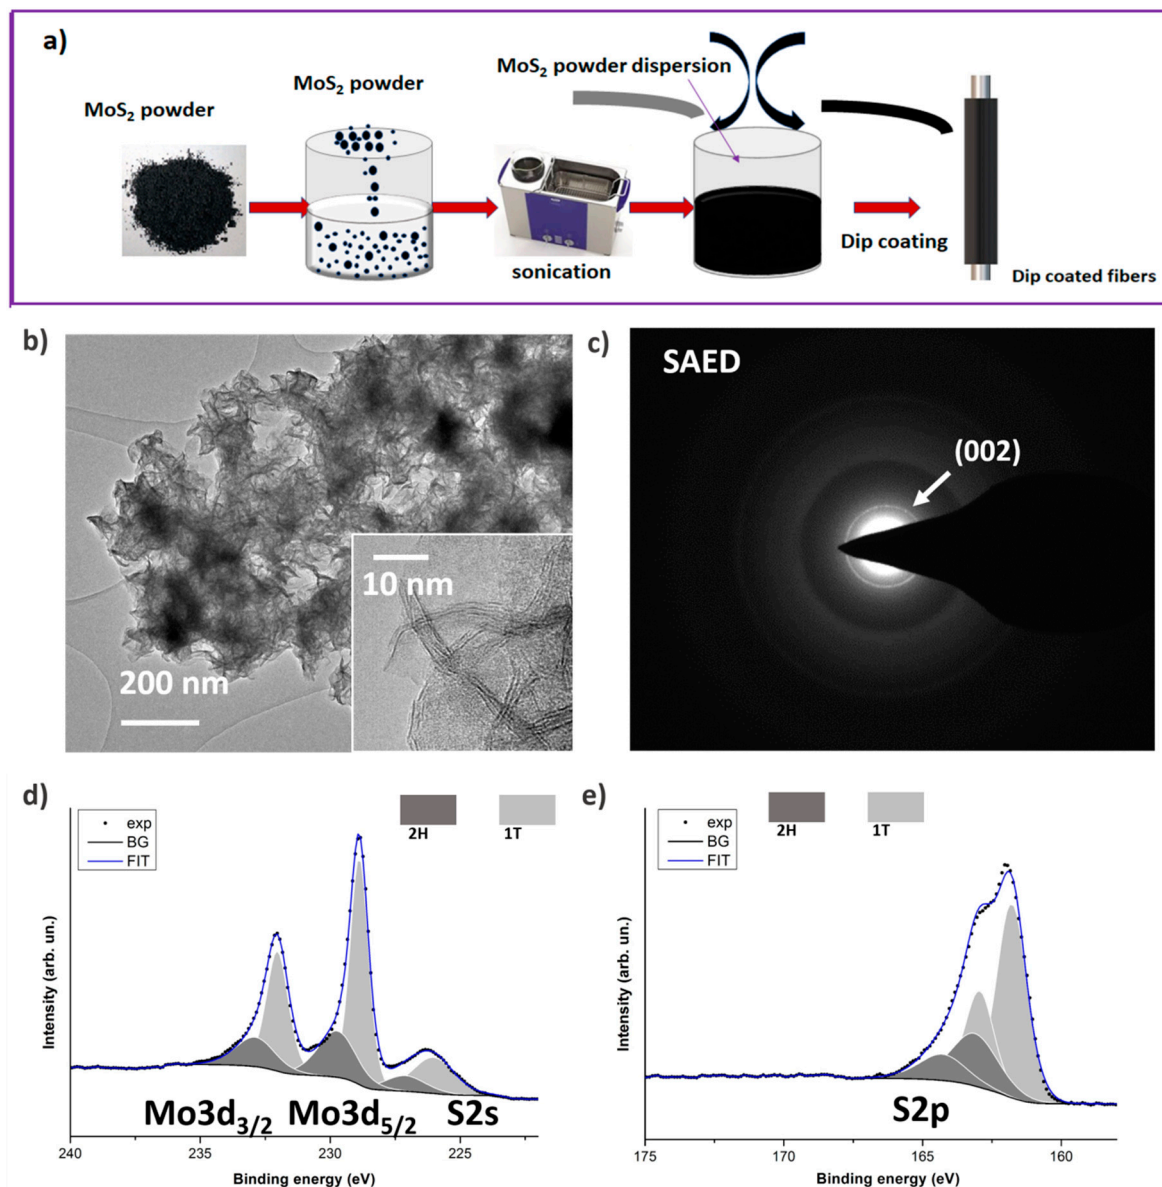 a)
MoS₂ powder
MoS₂ powder
sonication
MoS₂ powder dispersion
Dip coating
Dip coated fibers
b)
200 nm
10 nm
c)
SAED
(002)
d)
exp
BG
FIT
2H
1T
Intensity (arb. un.)
Mo3d₃/₂
Mo3d₅/₂
S2s
240
235
230
225
Binding energy (eV)
e)
exp
BG
FIT
2H
1T
Intensity (arb. un.)
S2p
175
170
165
160
Binding energy (eV)